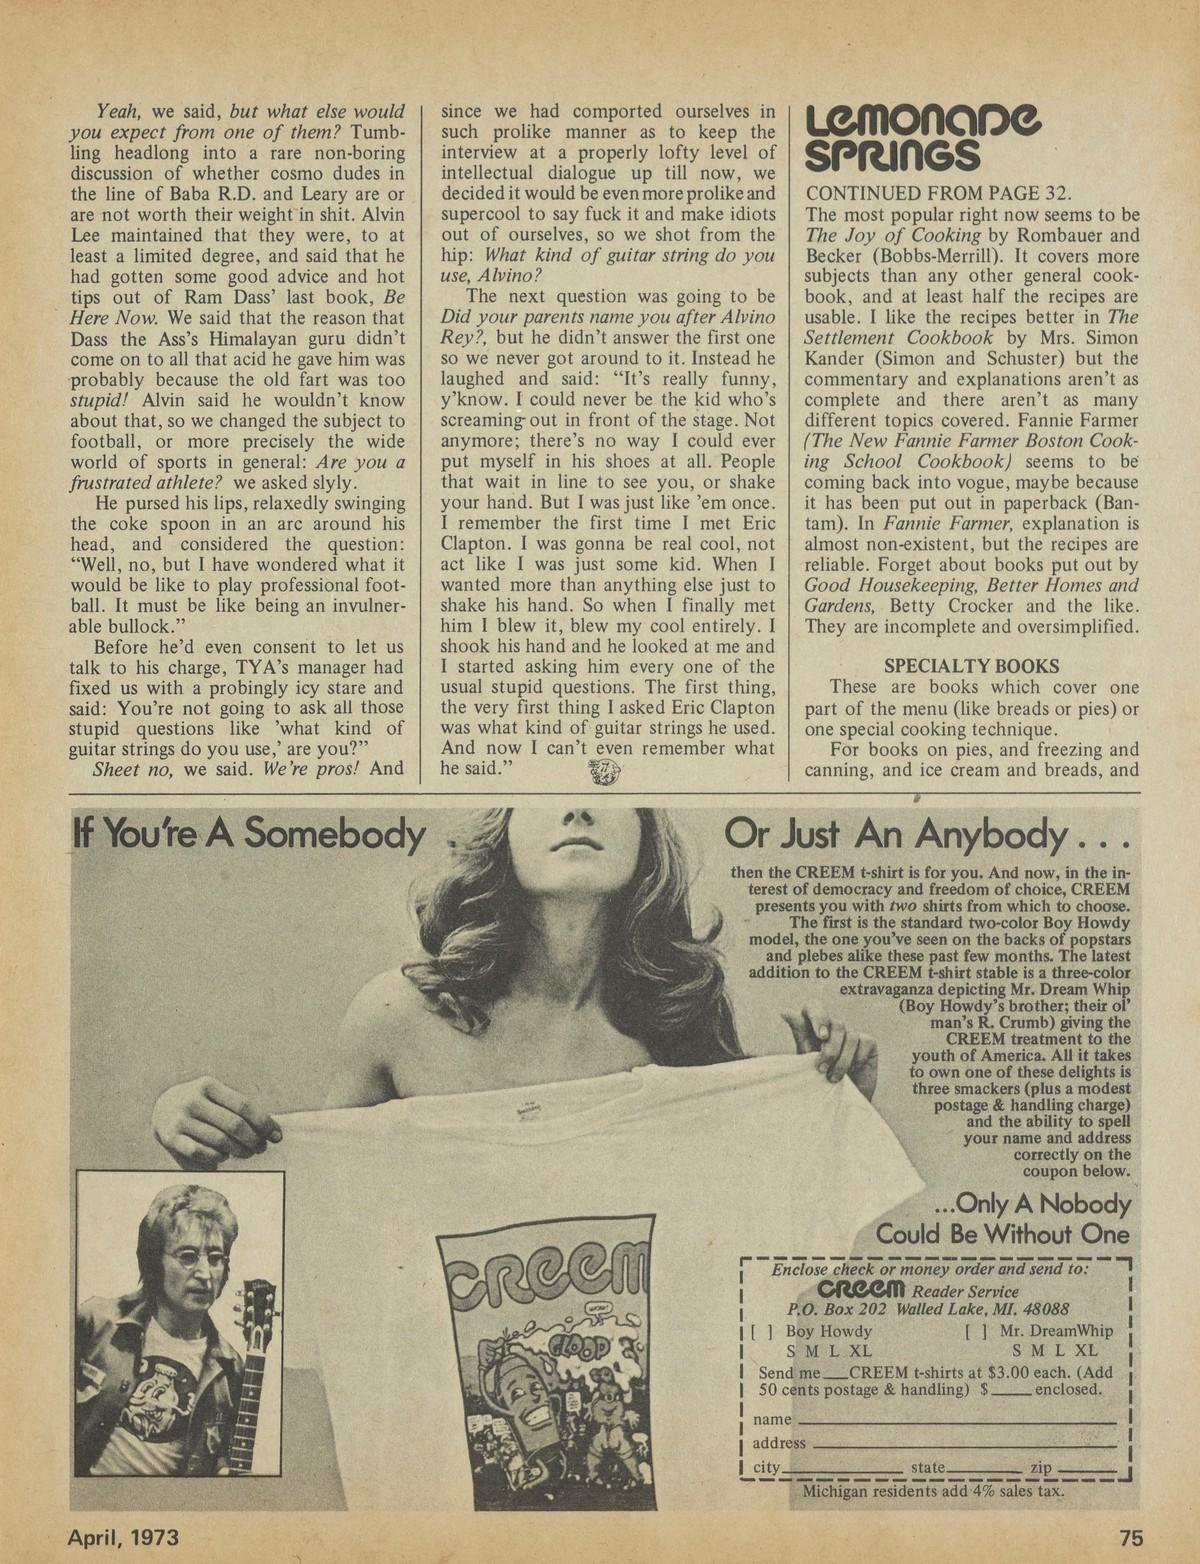 Yeah, we said, but what else would
you expect from one of them? Tumb-
ling headlong into a rare non-boring
discussion of whether cosmo dudes in
the line of Baba R.D. and Leary are or
are not worth their weight in shit. Alvin
Lee maintained that they were, to at
least a limited degree, and said that he
had gotten some good advice and hot
tips out of Ram Dass' last book, Be
Here Now. We said that the reason that
Dass the Ass's Himalayan guru didn't
come on to all that acid he gave him was
probably because the old fart was too
stupid! Alvin said he wouldn't know
about that, so we changed the subject to
football, or more precisely the wide
world of sports in general: Are you a
frustrated athlete? we asked slyly.
He pursed his lips, relaxedly swinging
the coke spoon in an arc around his
head, and considered the question:
“Well, no, but I have wondered what it
would be like to play professional foot-
ball. It must be like being an invulner-
able bullock.”
Before he'd even consent to let us
talk to his charge, TYA's manager had
fixed us with a probingly icy stare and
said: You're not going to ask all those
stupid questions like 'what kind of
guitar strings do you use,' are you?”
Sheet no, we said. We're pros! And
since we had comported ourselves in
such prolike manner as to keep the
interview at a properly lofty level of
intellectual dialogue up till now, we
decided it would be even more prolike and
supercool to say fuck it and make idiots
out of ourselves, so we shot from the
hip: What kind of guitar string do you
use, Alvino?
The next question was going to be
Did your parents name you after Alvino
Rey?, but he didn't answer the first one
so we never got around to it. Instead he
laughed and said: “It's really funny,
y'know. I could never be the kid who's
screaming out in front of the stage. Not
anymore; there's no way I could ever
put myself in his shoes at all. People
that wait in line to see you, or shake
your hand. But I was just like 'em once.
I remember the first time I met Eric
Clapton. I was gonna be real cool, not
act like I was just some kid. When I
wanted more than anything else just to
shake his hand. So when I finally met
him I blew it, blew my cool entirely. I
shook his hand and he looked at me and
I started asking him every one of the
usual stupid questions. The first thing,
the very first thing I asked Eric Clapton
was what kind of guitar strings he used.
And now I can't even remember what
he said.”
LEMONADE
SPRINGS
CONTINUED FROM PAGE 32.
The most popular right now seems to be
The Joy of Cooking by Rombauer and
Becker (Bobbs-Merrill). It covers more
subjects than any other general cook-
book, and at least half the recipes are
usable. I like the recipes better in The
Settlement Cookbook by Mrs. Simon
Kander (Simon and Schuster) but the
commentary and explanations aren't as
complete and there aren't as many
different topics covered. Fannie Farmer
(The New Fannie Farmer Boston Cook-
ing School Cookbook) seems to be
coming back into vogue, maybe because
it has been put out in paperback (Ban-
tam). In Fannie Farmer, explanation is
almost non-existent, but the recipes are
reliable. Forget about books put out by
Good Housekeeping, Better Homes and
Gardens, Betty Crocker and the like.
They are incomplete and oversimplified.
SPECIALTY BOOKS
These are books which cover one
part of the menu (like breads or pies) or
one special cooking technique.
For books on pies, and freezing and
canning, and ice cream and breads, and
If You're A Somebody
Or Just An Anybody . . .
then the CREEM t-shirt is for you. And now, in the in-
terest of democracy and freedom of choice, CREEM
presents you with two shirts from which to choose.
The first is the standard two-color Boy Howdy
model, the one you've seen on the backs of popstars
and plebes alike these past few months. The latest
addition to the CREEM t-shirt stable is a three-color
extravaganza depicting Mr. Dream Whip
(Boy Howdy's brother; their ol'
man's R. Crumb) giving the
CREEM treatment to the
youth of America. All it takes
to own one of these delights is
three smackers (plus a modest
postage & handling charge)
and the ability to spell
your name and address
correctly on the
coupon below.
...Only A Nobody
Could Be Without One
CREEM
WOW!
GLOOP
Enclose check or money order and send to:
CREEM Reader Service
P.O. Box 202 Walled Lake, MI. 48088
[ ] Boy Howdy [ ] Mr. DreamWhip
S M L XL S M L XL
Send me___CREEM t-shirts at $3.00 each. (Add
50 cents postage & handling) $_____ enclosed.
name
address
city state zip
Michigan residents add 4% sales tax.
April, 1973
75